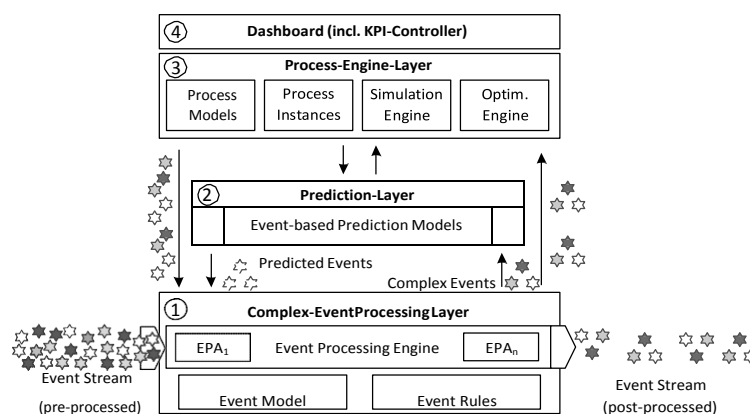 4 Dashboard (incl. KPI-Controller)
3 Process-Engine-Layer
Process Models
Process Instances
Simulation Engine
Optim. Engine
2 Prediction-Layer
Event-based Prediction Models
Predicted Events
Complex Events
1 Complex-EventProcessing Layer
EPA1
Event Processing Engine
EPAn
Event Stream
(pre-processed)
Event Model
Event Rules
Event Stream
(post-processed)